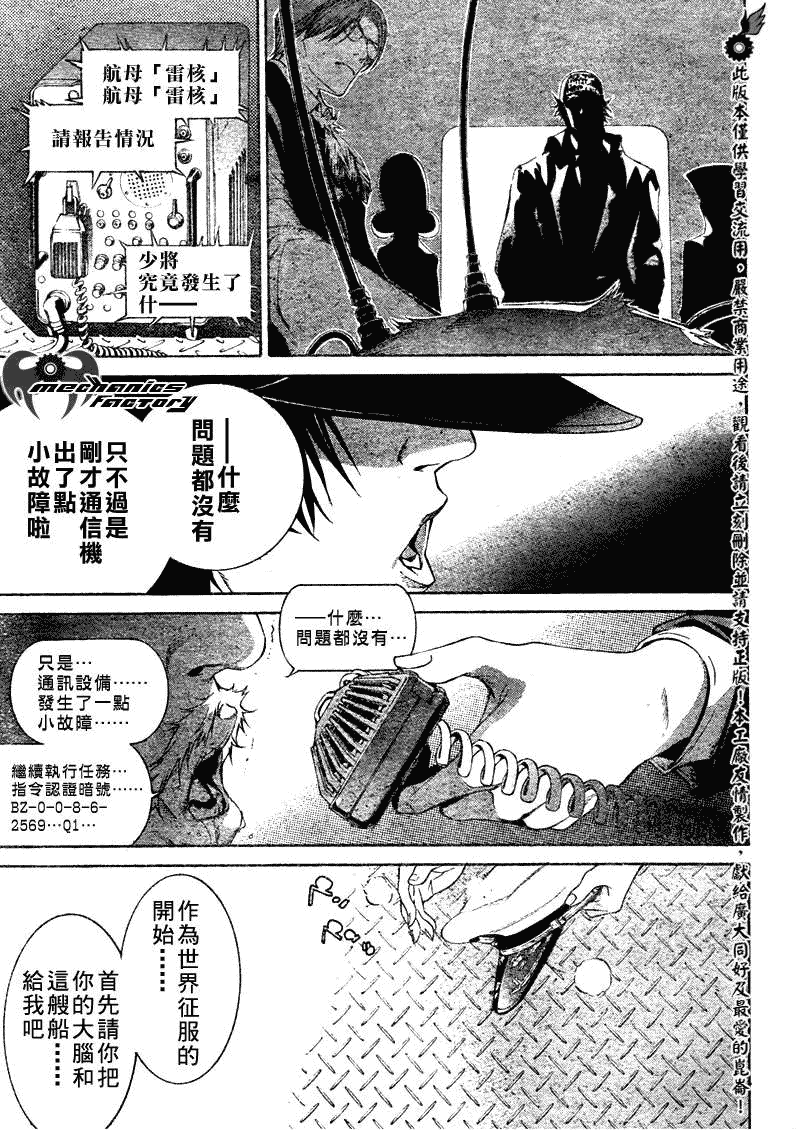 航母「雷核」
航母「雷核」
請報告情況
少將
究竟發生了
什——
mechanics
factory
——什麼
問題都沒有
只不過是
剛才通信機
出了點
小故障啦
——什麼…
問題都沒有…
只是…
通訊設備……
發生了一點
小故障……
繼續執行任務…
指令認證暗號……
BZ-0-0-8-6-
2569…Q1…
作為世界征服的
開始……
首先請你把
你的大腦和
這艘船……
給我吧
此版本僅供學習交流用，嚴禁商業用途，觀看後請立刻刪除並請支持正版！本工廠友情製作，獻給廣大同好及最愛的崑崙！